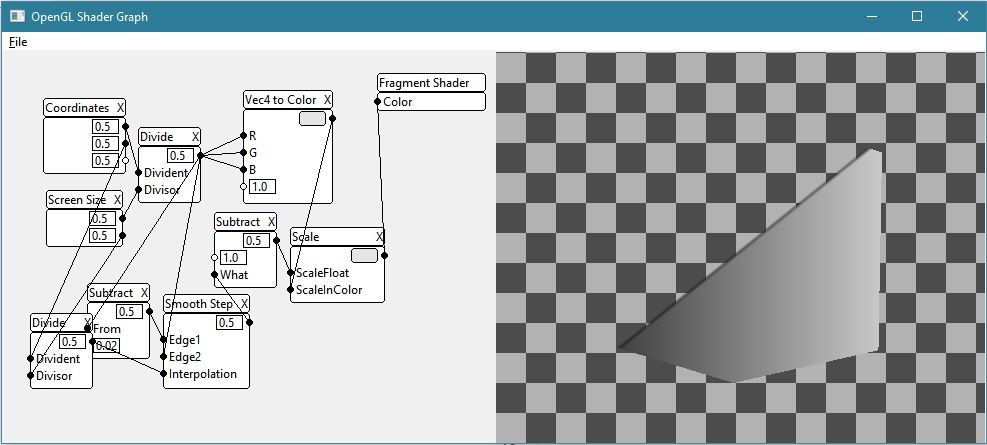 OpenGL Shader Graph
File
Fragment Shader
Color
Vec4 to Color X
R
G
B
1.0
Coordinates X
0.5
0.5
0.5
Divide X
0.5
Divident
Divisor
Screen Size X
0.5
0.5
Subtract X
0.5
1.0
What
Scale X
ScaleFloat
ScaleInColor
Subtract X
0.5
From
0.02
Smooth Step X
0.5
Edge1
Edge2
Interpolation
Divide X
0.5
Divident
Divisor